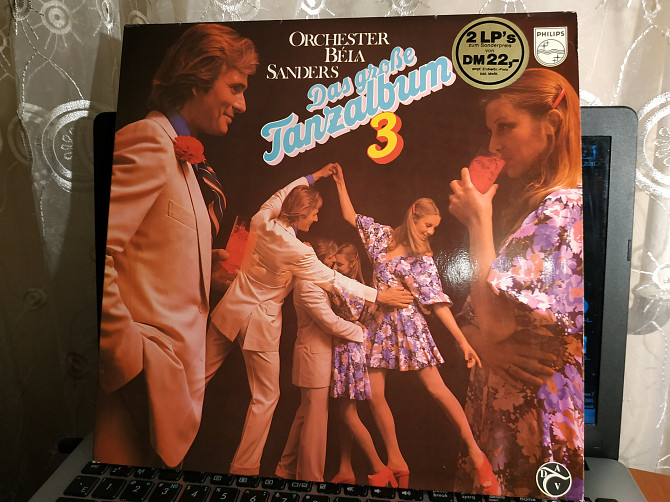 ORCHESTER
BÉLA
SANDERS
Das große
Tanzalbum
3
2 LP's
zum Sonderpreis
von
DM 22,-
PHILIPS